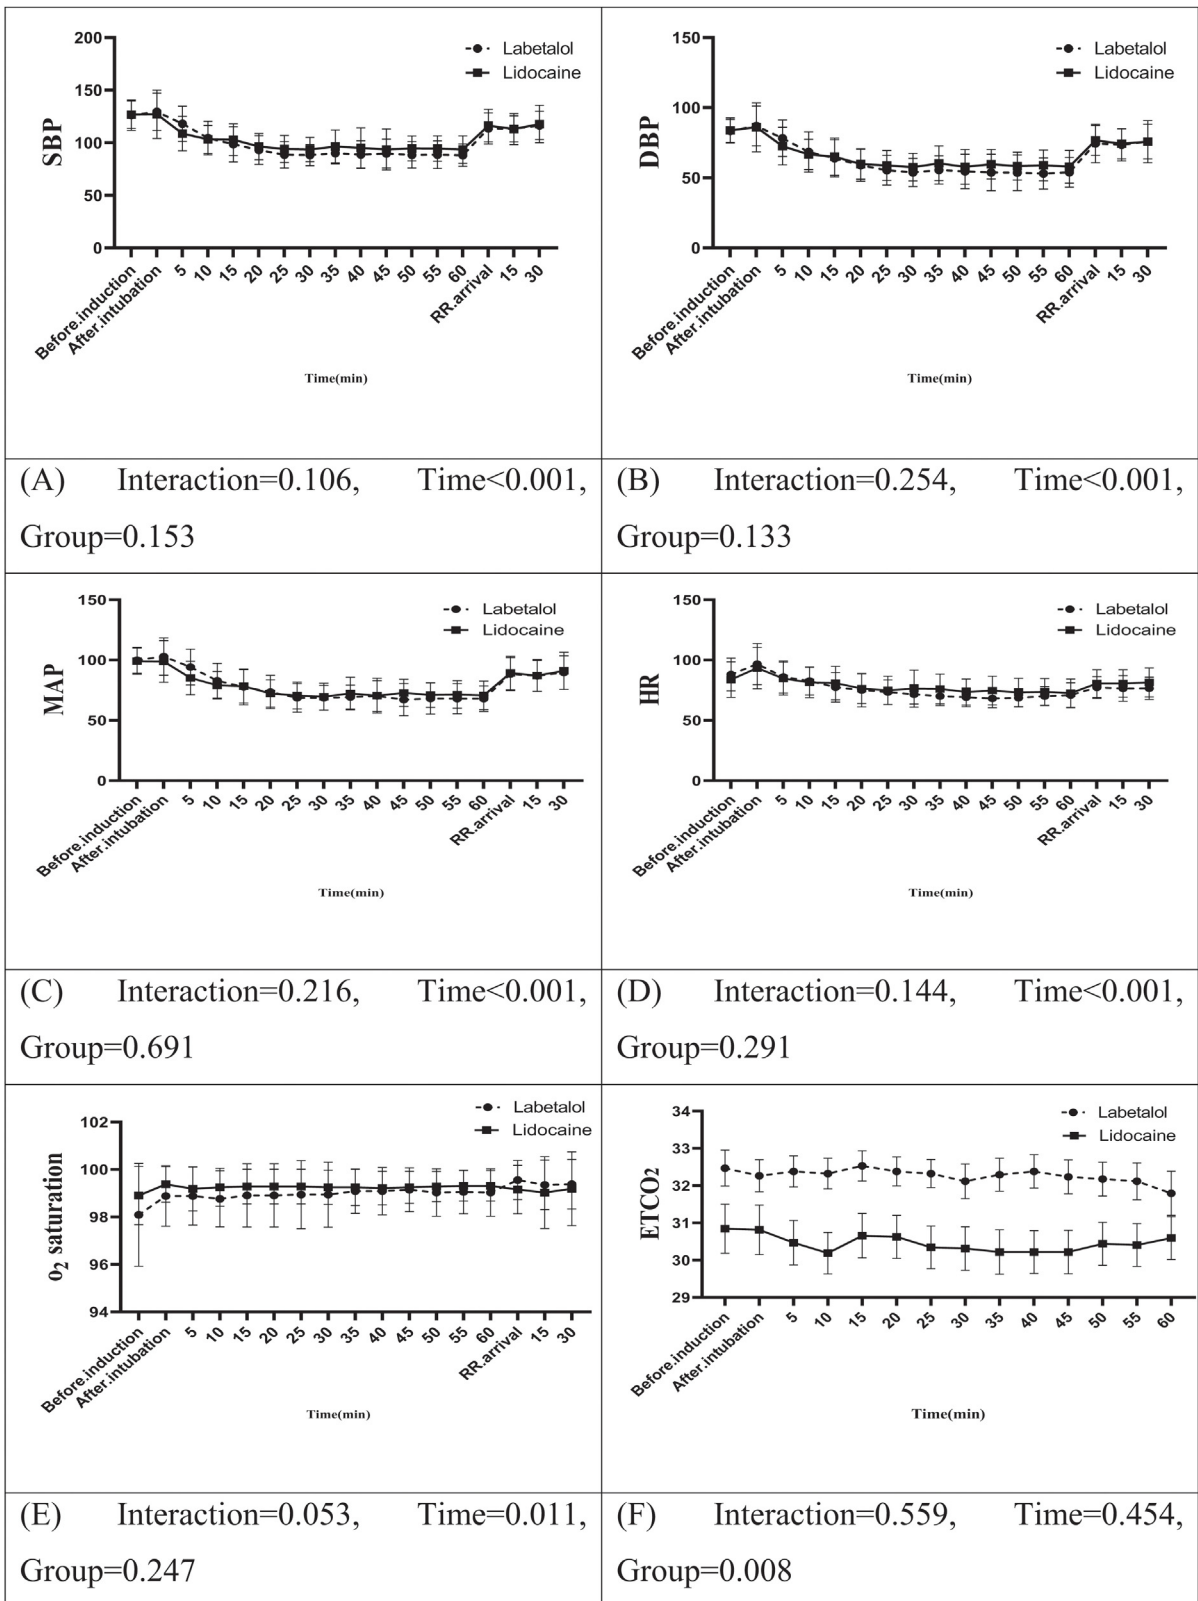 200
150
100
50
0
SBP
Labetalol
Lidocaine
Before.induction
After.intubation
5
10
15
20
25
30
35
40
45
50
55
60
RR.arrival
15
30
Time(min)
150
100
50
0
DBP
Labetalol
Lidocaine
Before.induction
After.intubation
5
10
15
20
25
30
35
40
45
50
55
60
RR.arrival
15
30
Time(min)
(A) Interaction=0.106, Time<0.001,
Group=0.153
(B) Interaction=0.254, Time<0.001,
Group=0.133
150
100
50
0
MAP
Labetalol
Lidocaine
Before.induction
After.intubation
5
10
15
20
25
30
35
40
45
50
55
60
RR.arrival
15
30
Time(min)
150
100
50
0
HR
Labetalol
Lidocaine
Before.induction
After.intubation
5
10
15
20
25
30
35
40
45
50
55
60
RR.arrival
15
30
Time(min)
(C) Interaction=0.216, Time<0.001,
Group=0.691
(D) Interaction=0.144, Time<0.001,
Group=0.291
102
100
98
96
94
o₂ saturation
Labetalol
Lidocaine
Before.induction
After.intubation
5
10
15
20
25
30
35
40
45
50
55
60
RR.arrival
15
30
Time(min)
34
33
32
31
30
29
ETCO₂
Labetalol
Lidocaine
Before.induction
After.intubation
5
10
15
20
25
30
35
40
45
50
55
60
Time(min)
(E) Interaction=0.053, Time=0.011,
Group=0.247
(F) Interaction=0.559, Time=0.454,
Group=0.008